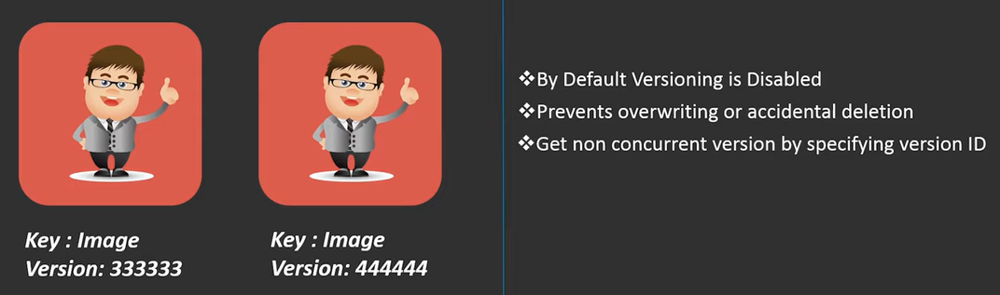 Key : Image
Version: 333333
Key : Image
Version: 444444
❖By Default Versioning is Disabled
❖Prevents overwriting or accidental deletion
❖Get non concurrent version by specifying version ID